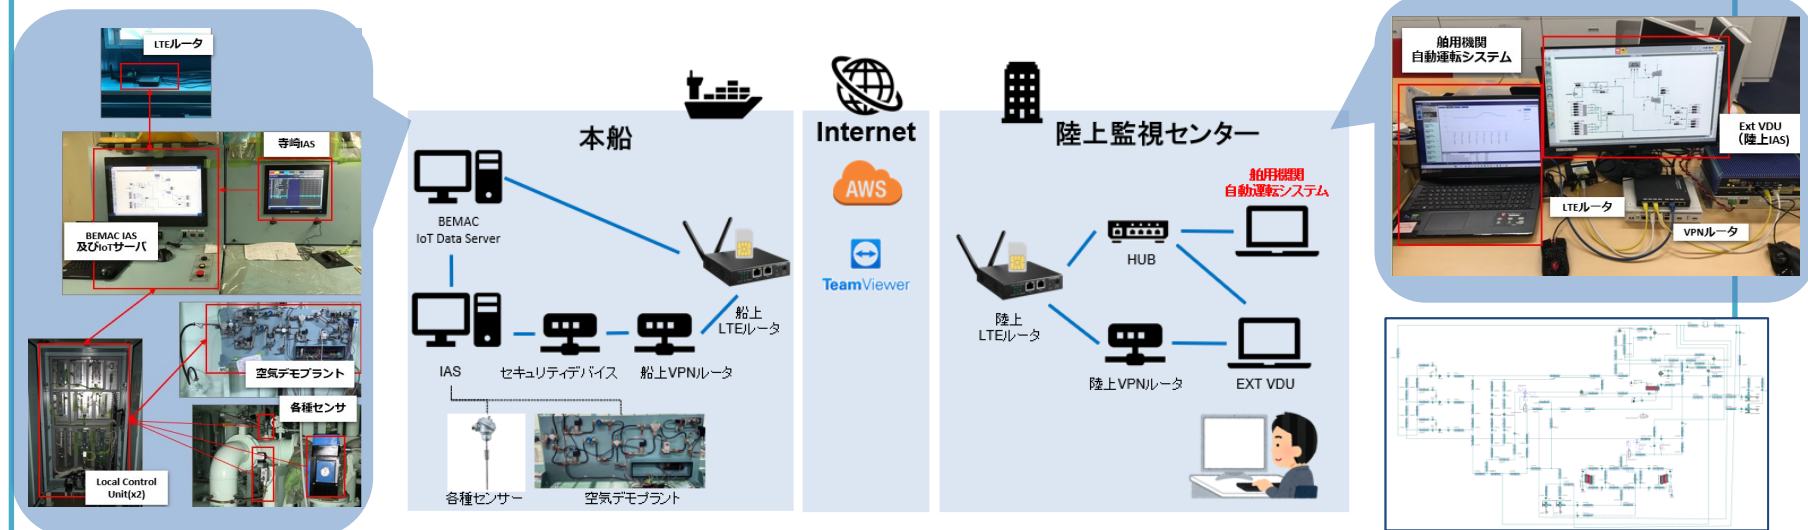 LTEルータ
寺崎IAS
BEMAC IAS
及びIoTサーバ
空気デモプラント
各種センサ
Local Control
Unit(x2)
本船
BEMAC
IoT Data Server
IAS
セキュリティデバイス
船上VPNルータ
船上
LTEルータ
各種センサー
空気デモプラント
Internet
AWS
TeamViewer
陸上監視センター
舶用機関
自動運転システム
HUB
陸上
LTEルータ
陸上VPNルータ
EXT VDU
舶用機関
自動運転システム
Ext VDU
（陸上IAS)
LTEルータ
VPNルータ